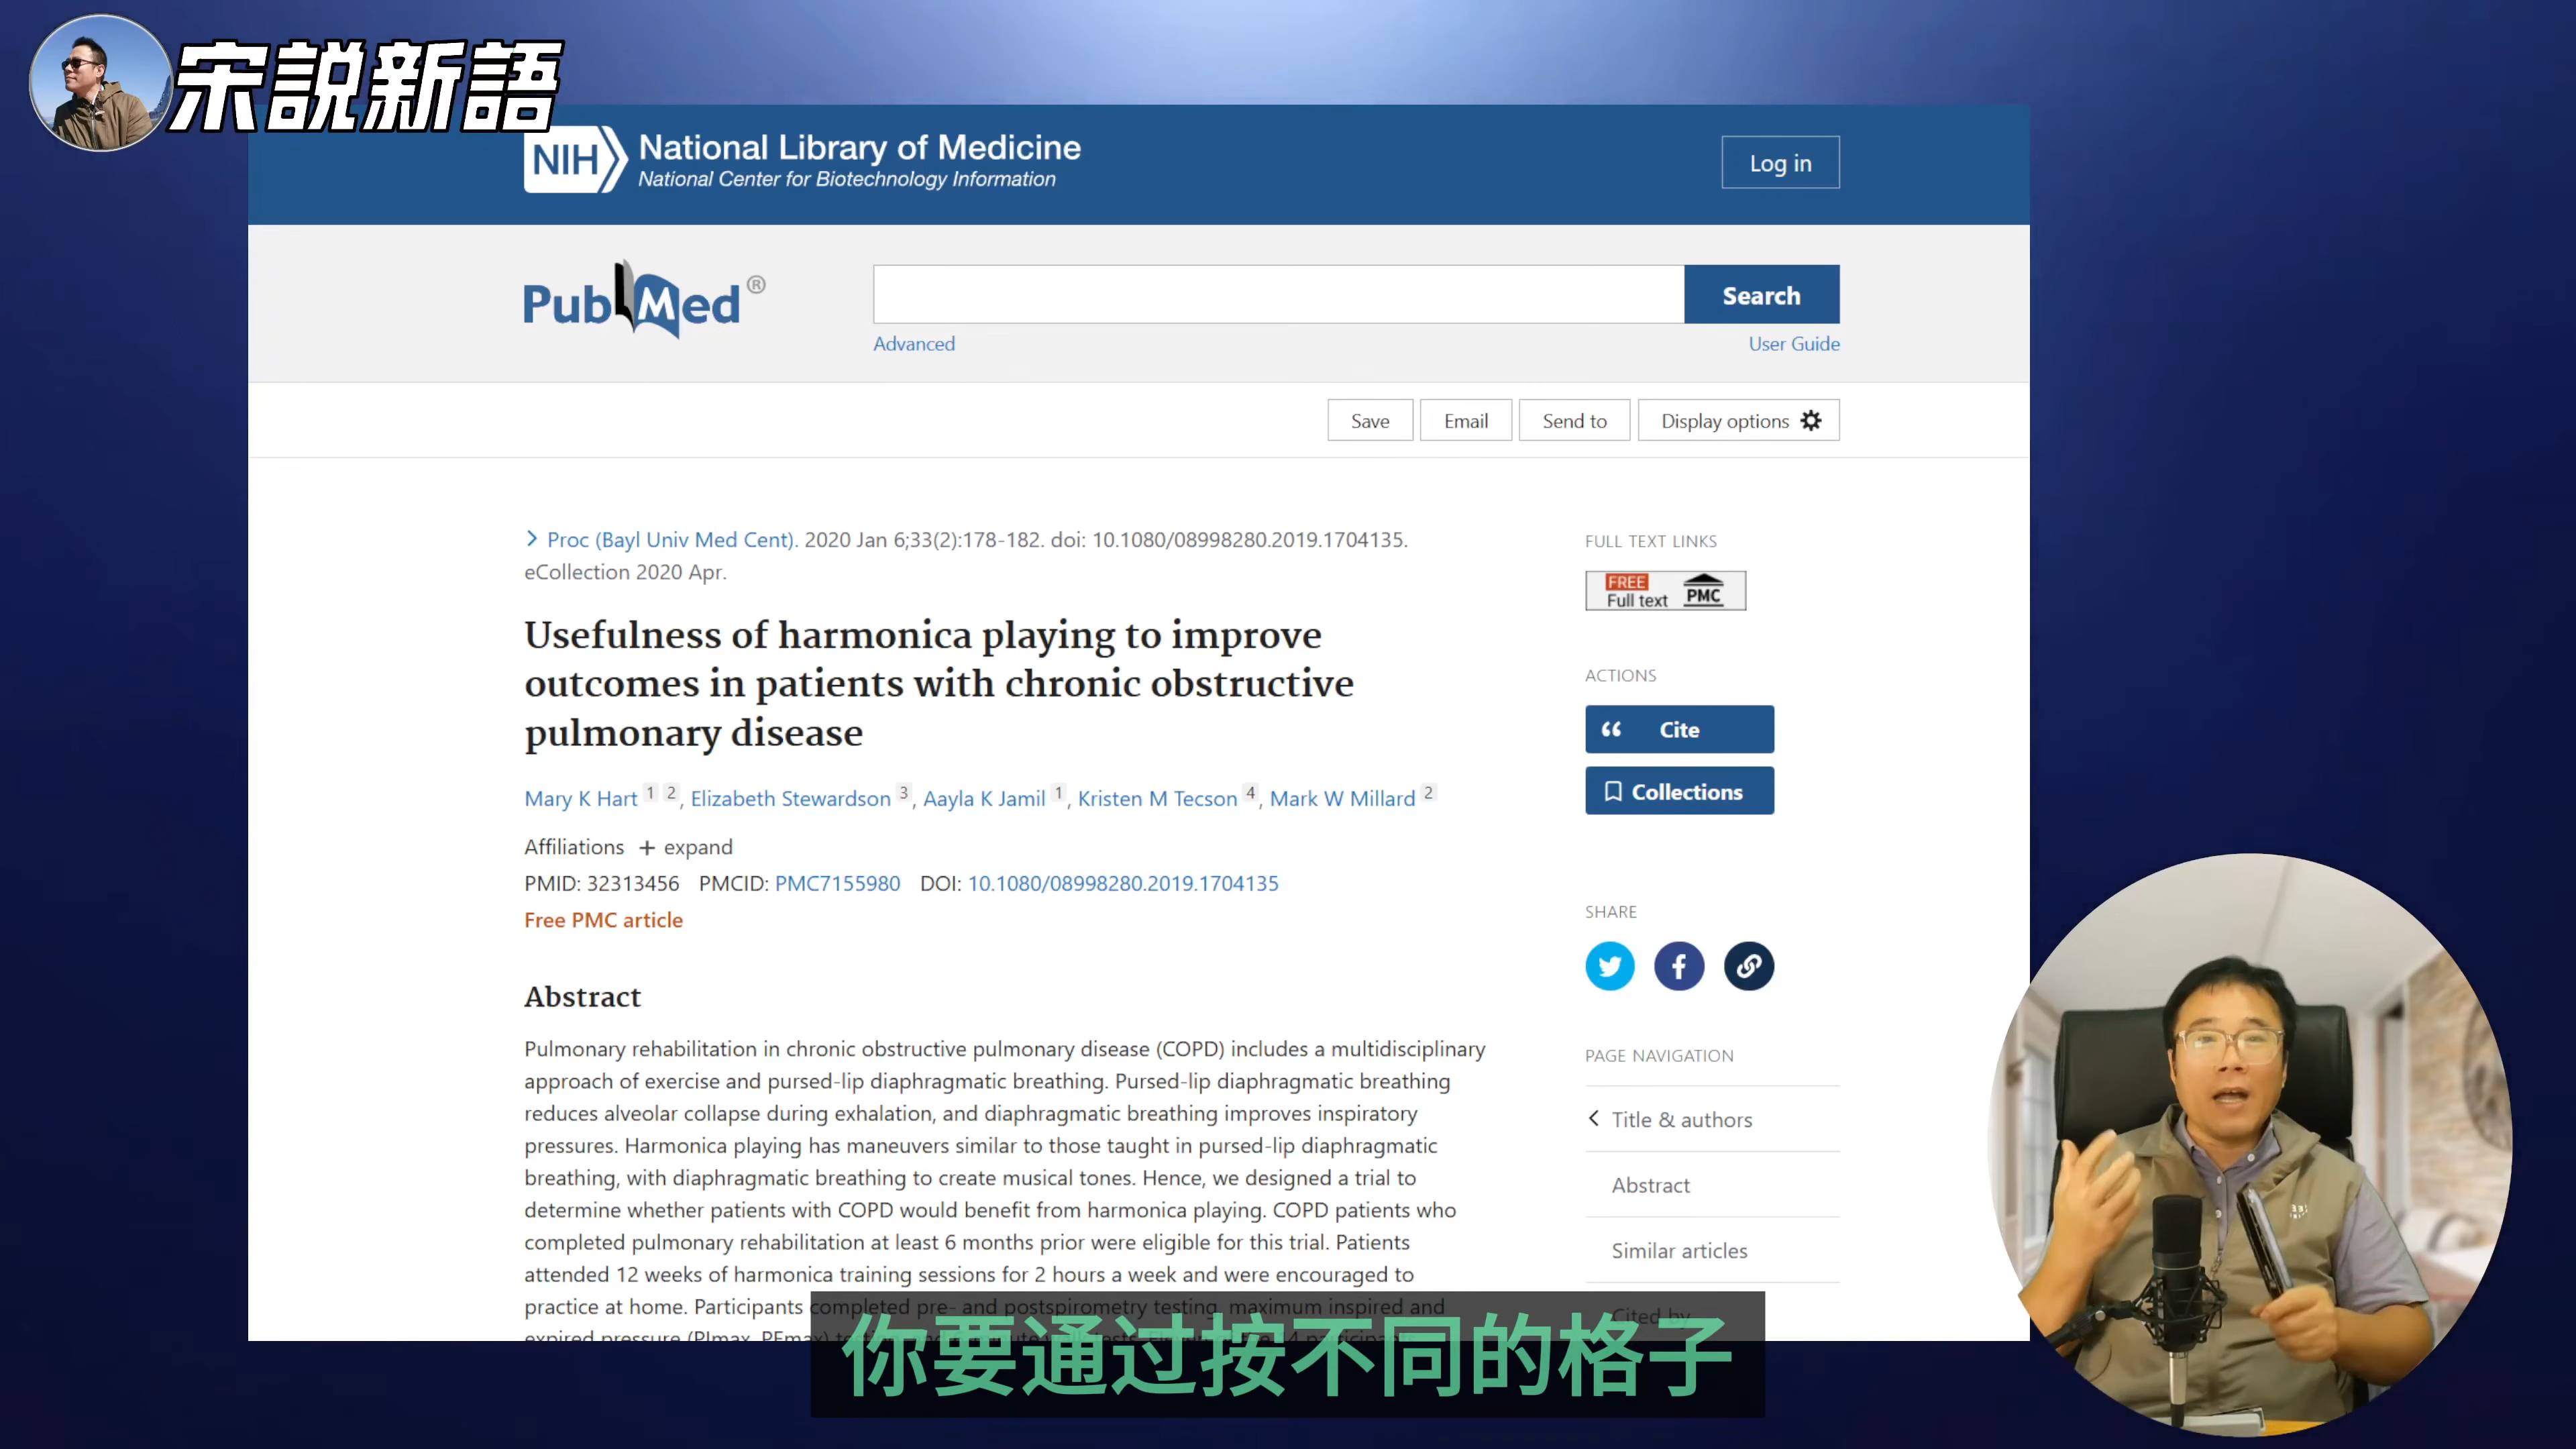 宋説新語
NIH National Library of Medicine
National Center for Biotechnology Information
Log in
PubMed®
Search
Advanced
User Guide
Save
Email
Send to
Display options
Proc (Bayl Univ Med Cent). 2020 Jan 6;33(2):178-182. doi: 10.1080/08998280.2019.1704135.
eCollection 2020 Apr.
Usefulness of harmonica playing to improve
outcomes in patients with chronic obstructive
pulmonary disease
Mary K Hart 1 2, Elizabeth Stewardson 3, Aayla K Jamil 1, Kristen M Tecson 4, Mark W Millard 2
Affiliations + expand
PMID: 32313456 PMCID: PMC7155980 DOI: 10.1080/08998280.2019.1704135
Free PMC article
Abstract
Pulmonary rehabilitation in chronic obstructive pulmonary disease (COPD) includes a multidisciplinary
approach of exercise and pursed-lip diaphragmatic breathing. Pursed-lip diaphragmatic breathing
reduces alveolar collapse during exhalation, and diaphragmatic breathing improves inspiratory
pressures. Harmonica playing has maneuvers similar to those taught in pursed-lip diaphragmatic
breathing, with diaphragmatic breathing to create musical tones. Hence, we designed a trial to
determine whether patients with COPD would benefit from harmonica playing. COPD patients who
completed pulmonary rehabilitation at least 6 months prior were eligible for this trial. Patients
attended 12 weeks of harmonica training sessions for 2 hours a week and were encouraged to
practice at home. Participants completed pre- and postspirometry testing, maximum inspired and
expired pressure (PImax, PEmax)
FULL TEXT LINKS
FREE
Full text PMC
ACTIONS
Cite
Collections
SHARE
PAGE NAVIGATION
Title & authors
Abstract
Similar articles
Cited by
你要通过按不同的格子